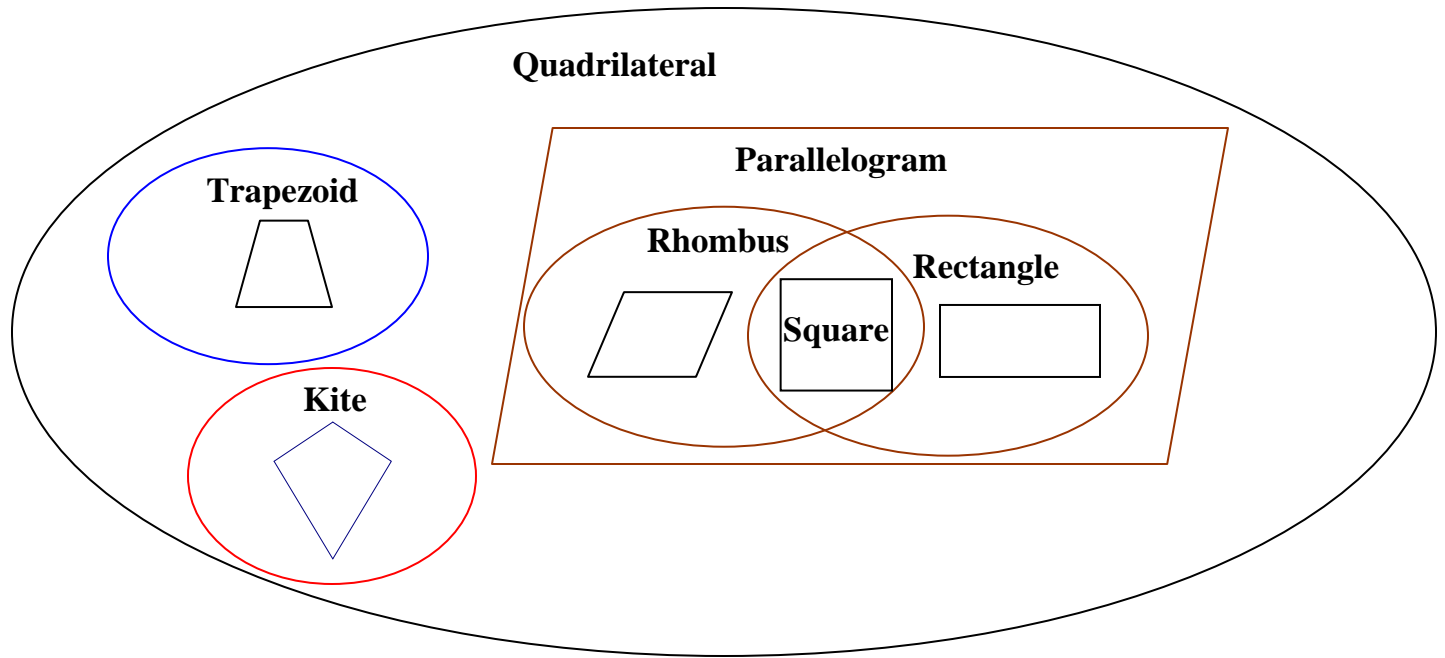 Quadrilateral
Parallelogram
Trapezoid
Rhombus
Rectangle
Square
Kite